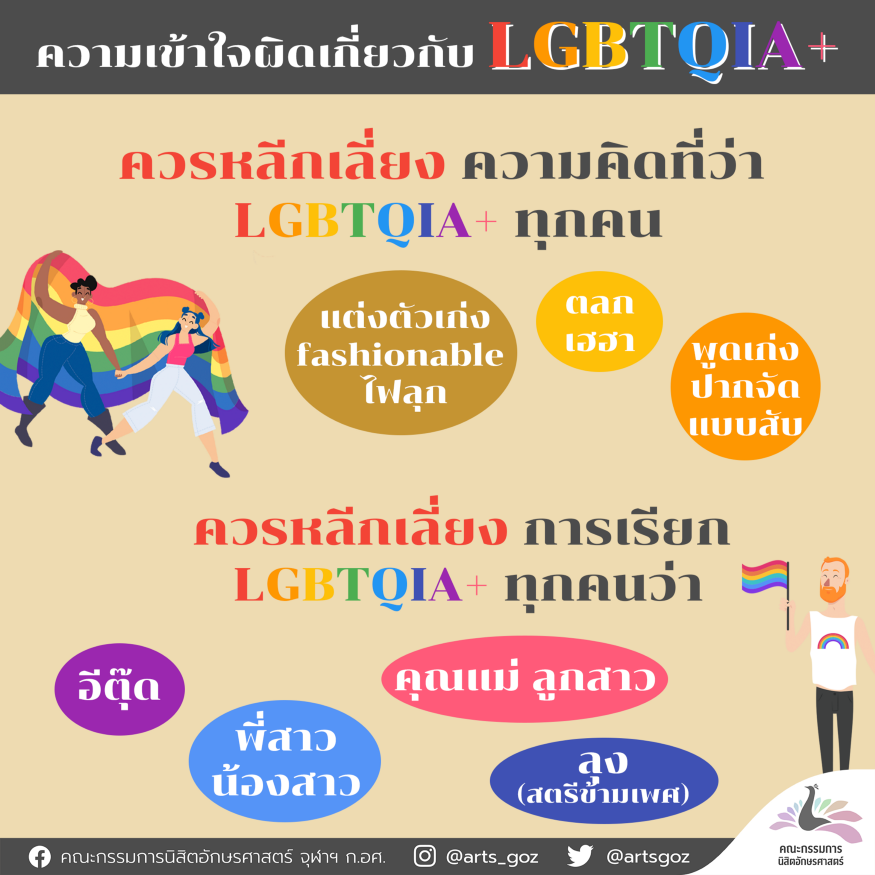 ความเข้าใจผิดเกี่ยวกับ LGBTQIA+
ควรหลีกเลี่ยง ความคิดที่ว่า
LGBTQIA+ ทุกคน
แต่งตัวเก่ง
fashionable
ไฟลุก
ตลก
เฮฮา
พูดเก่ง
ปากจัด
แบบสับ
ควรหลีกเลี่ยง การเรียก
LGBTQIA+ ทุกคนว่า
อีตุ๊ด
คุณแม่ ลูกสาว
พี่สาว
น้องสาว
ลุง
(สตรีข้ามเพศ)
คณะกรรมการ
นิสิตอักษรศาสตร์
คณะกรรมการนิสิตอักษรศาสตร์ จุฬาฯ ก.อศ. @arts_goz @artsgoz